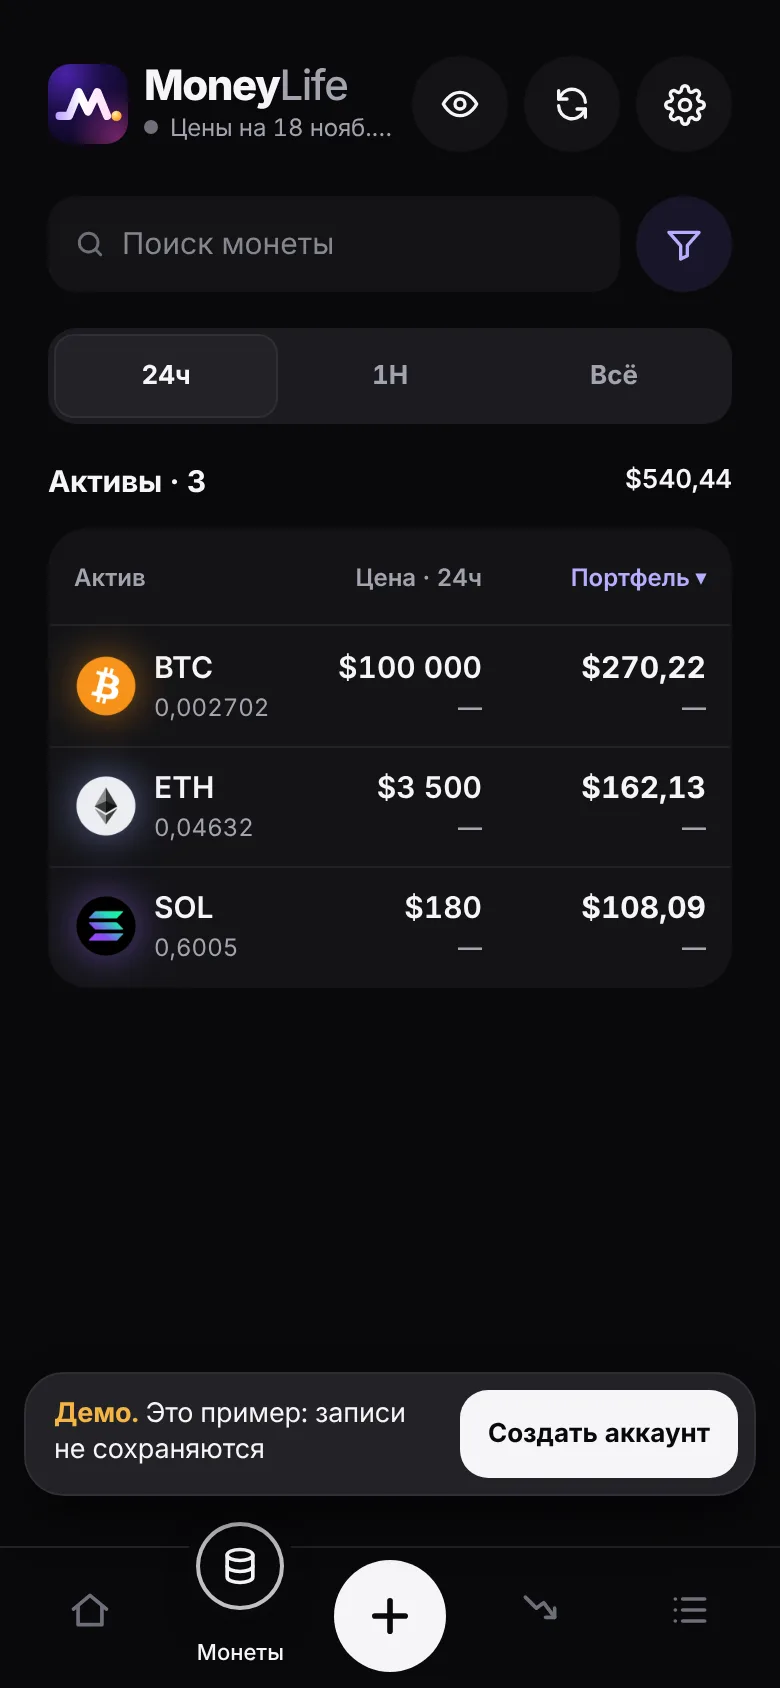 MoneyLife
Цены на 18 нояб....
Поиск монеты
24ч 1Н Всё
Активы · 3 $540,44
Актив Цена · 24ч Портфель ▾
BTC $100 000 $270,22
0,002702 — —
ETH $3 500 $162,13
0,04632 — —
SOL $180 $108,09
0,6005 — —
Демо. Это пример: записи
не сохраняются
Создать аккаунт
Монеты